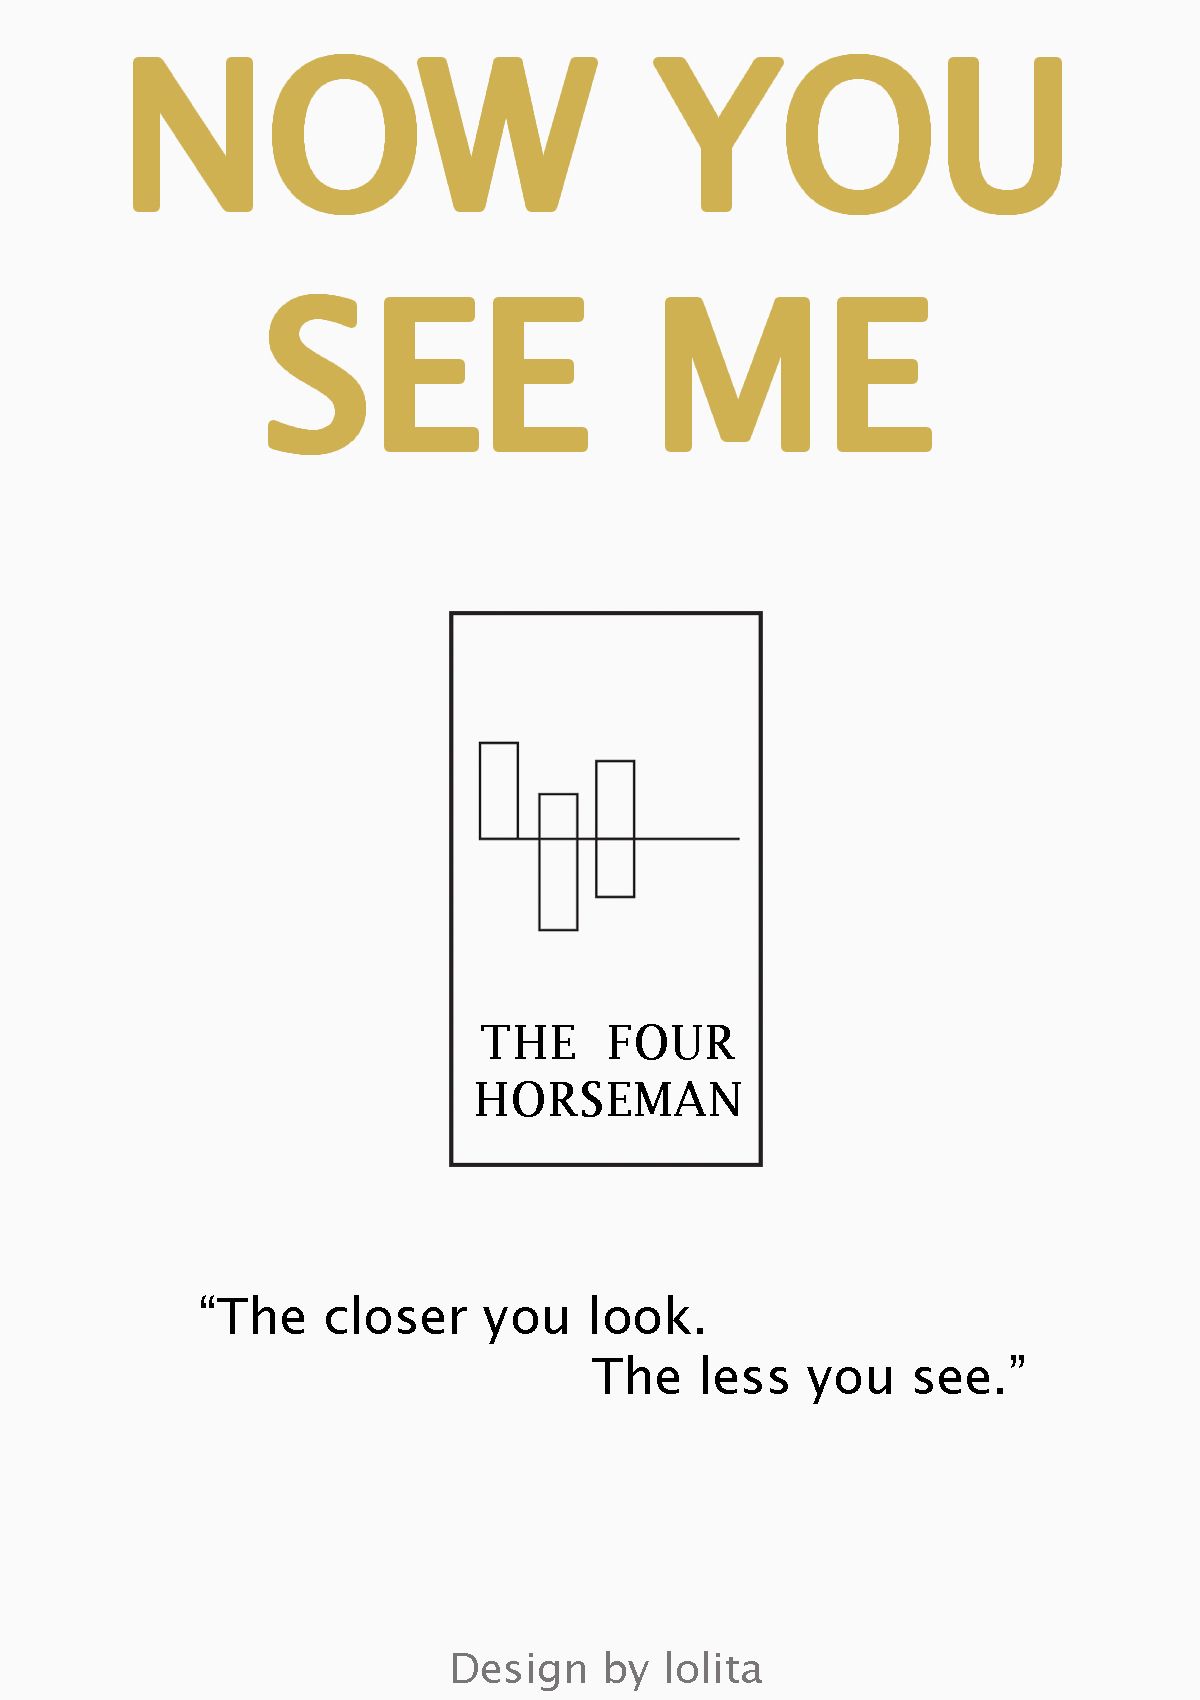 NOW YOU
SEE ME
THE FOUR
HORSEMAN
“The closer you look.
The less you see.”
Design by lolita